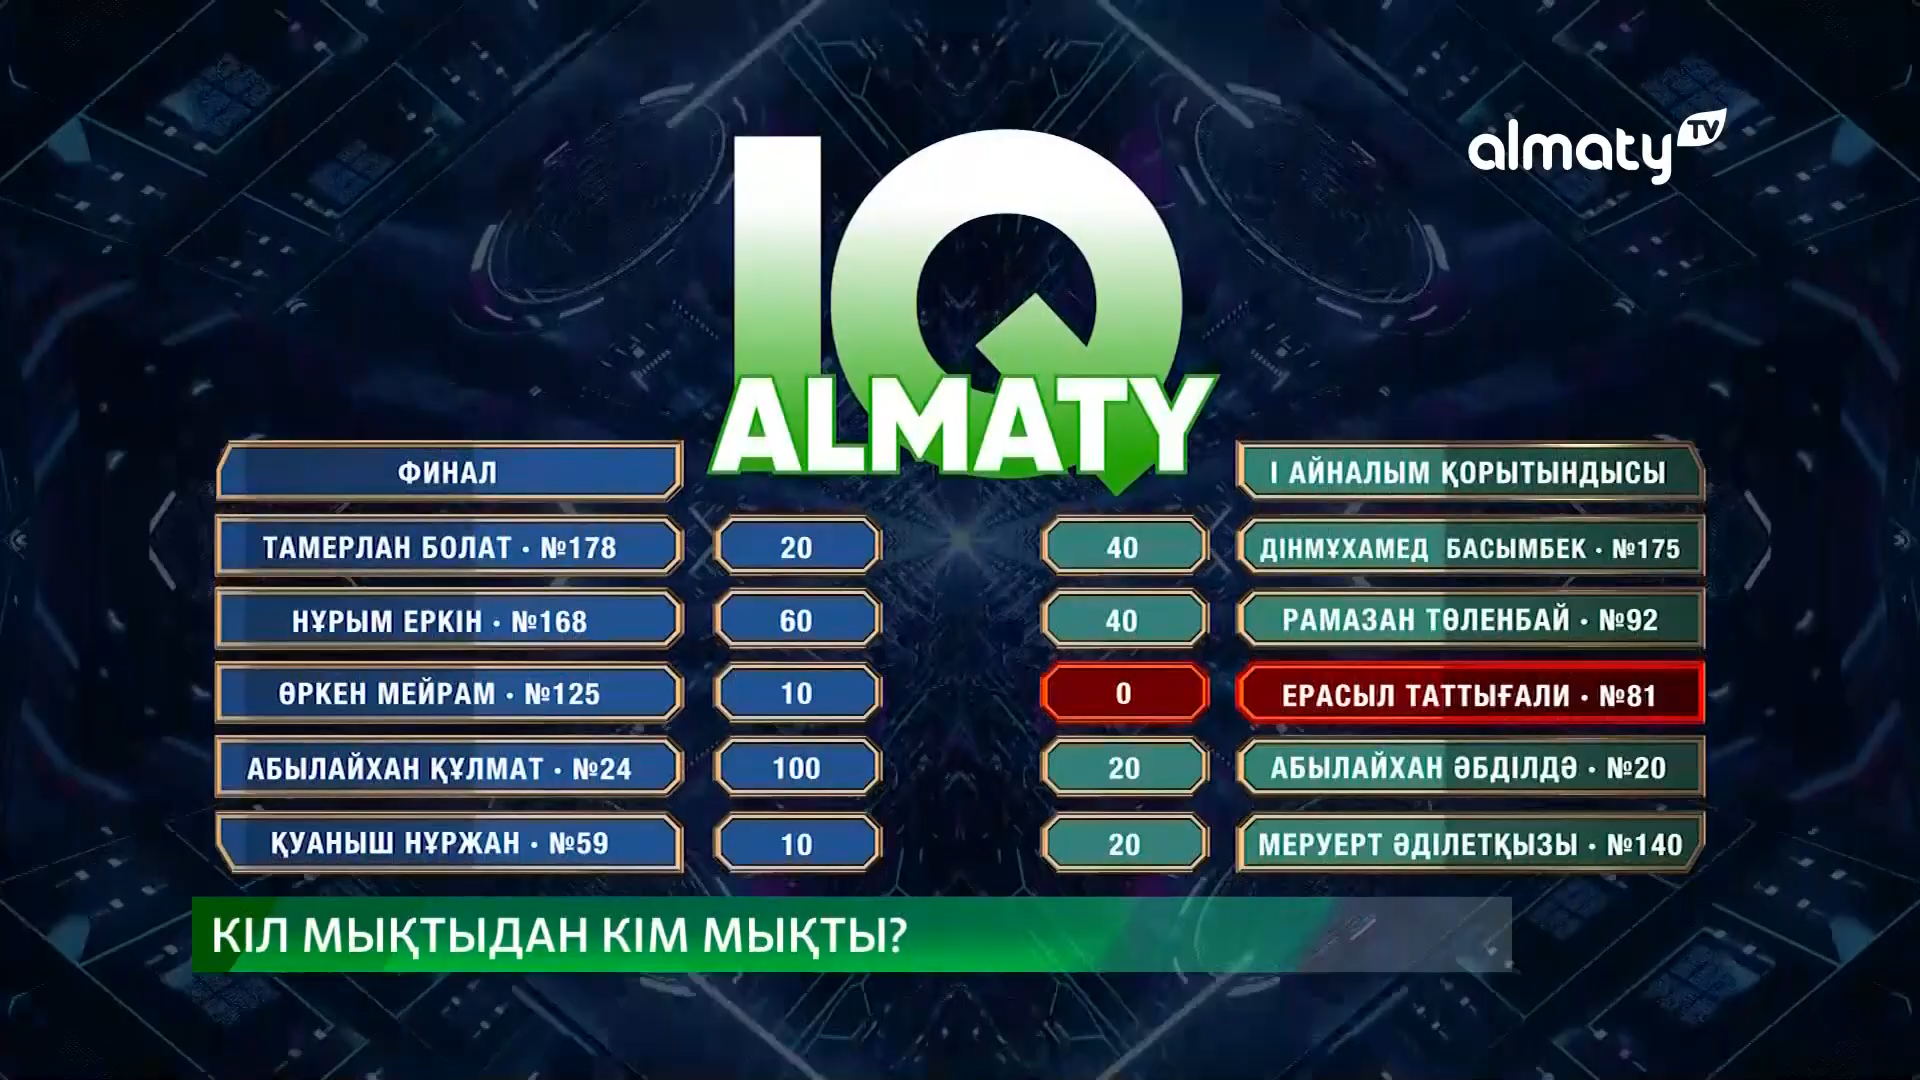 almaty TV
IQ
ALMATY
ФИНАЛ
ТАМЕРЛАН БОЛАТ • №178 20
НҰРЫМ ЕРКІН • №168 60
ӨРКЕН МЕЙРАМ • №125 10
АБЫЛАЙХАН ҚҰЛМАТ • №24 100
ҚУАНЫШ НҰРЖАН • №59 10
І АЙНАЛЫМ ҚОРЫТЫНДЫСЫ
40 ДІНМҰХАМЕД БАСЫМБЕК • №175
40 РАМАЗАН ТӨЛЕНБАЙ • №92
0 ЕРАСЫЛ ТАТТЫҒАЛИ • №81
20 АБЫЛАЙХАН ӘБДІЛДӘ • №20
20 МЕРУЕРТ ӘДІЛЕТҚЫЗЫ • №140
КІЛ МЫҚТЫДАН КІМ МЫҚТЫ?